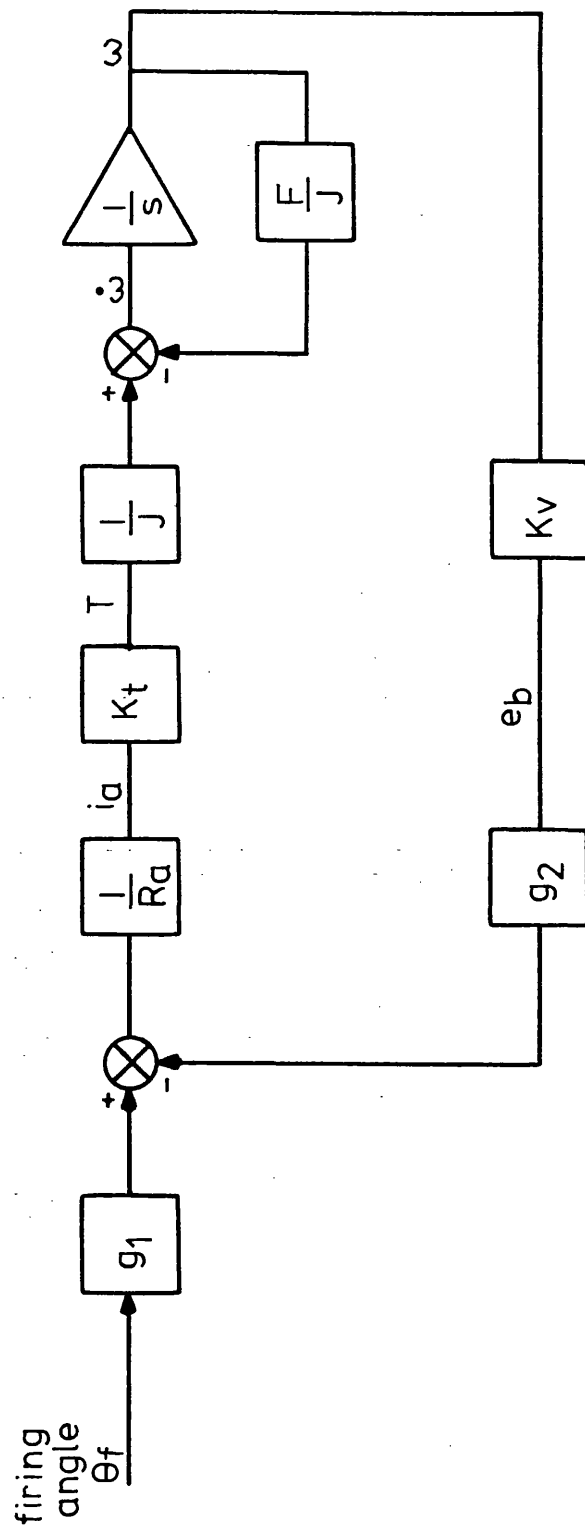 firing
angle
θf
g1
+
-
1
Ra
ia
Kt
T
1
J
+
-
ω̇
1
s
ω
F
J
Kv
eb
g2